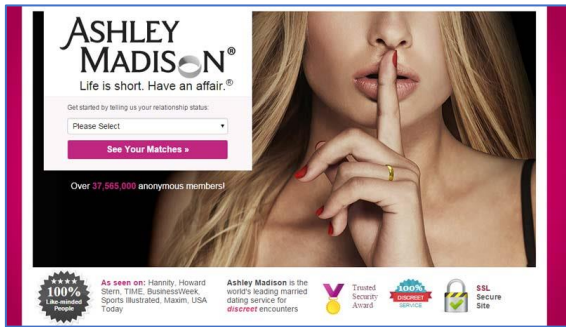 ASHLEY
MADISON®
Life is short. Have an affair.®
Get started by telling us your relationship status:
Please Select
See Your Matches »
Over 37,565,000 anonymous members!
100%
Like-minded
People
As seen on: Hannity, Howard
Stern, TIME, BusinessWeek,
Sports Illustrated, Maxim, USA
Today
Ashley Madison is the
world's leading married
dating service for
discreet encounters
Trusted
Security
Award
100%
DISCREET
SERVICE
SSL
Secure
Site